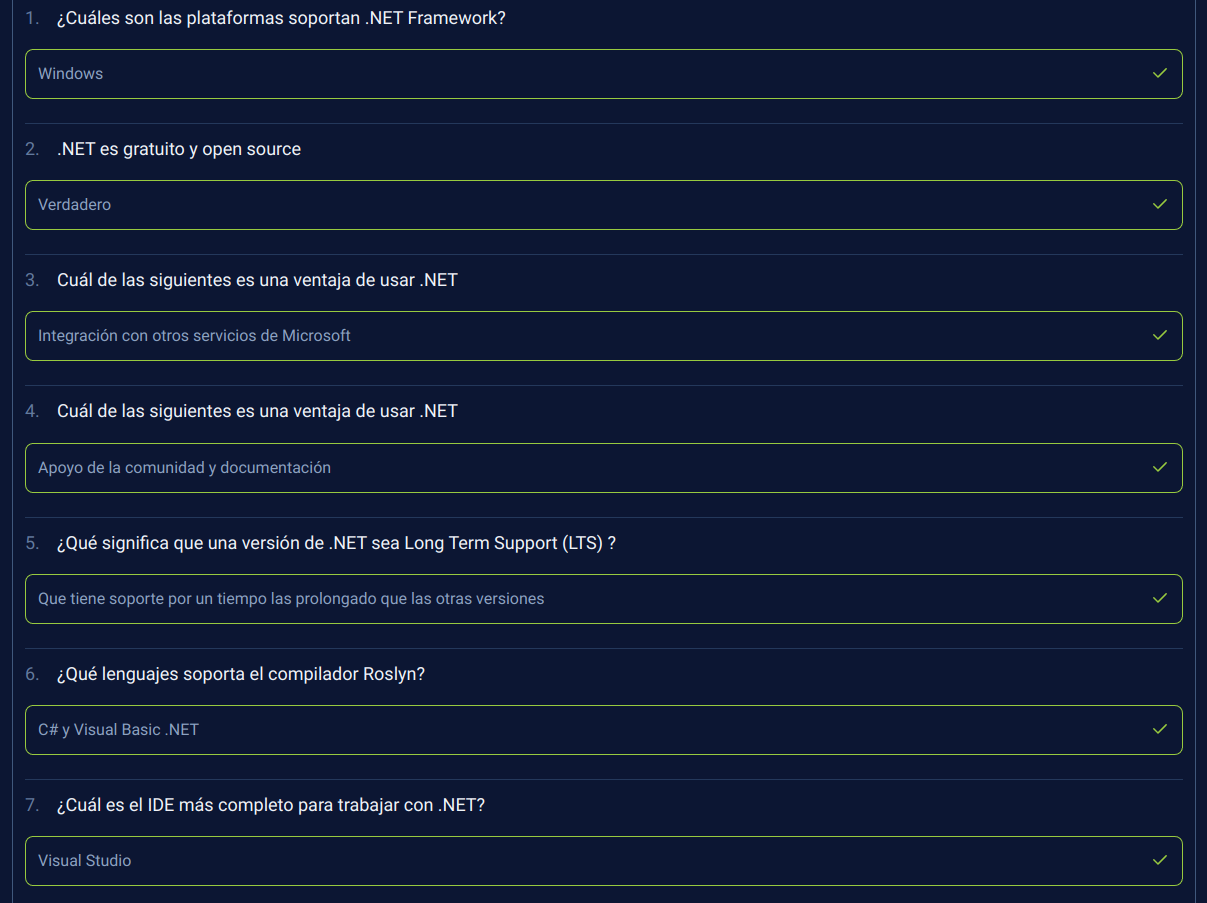 1. ¿Cuáles son las plataformas soportan .NET Framework?
Windows
2. .NET es gratuito y open source
Verdadero
3. Cuál de las siguientes es una ventaja de usar .NET
Integración con otros servicios de Microsoft
4. Cuál de las siguientes es una ventaja de usar .NET
Apoyo de la comunidad y documentación
5. ¿Qué significa que una versión de .NET sea Long Term Support (LTS) ?
Que tiene soporte por un tiempo las prolongado que las otras versiones
6. ¿Qué lenguajes soporta el compilador Roslyn?
C# y Visual Basic .NET
7. ¿Cuál es el IDE más completo para trabajar con .NET?
Visual Studio